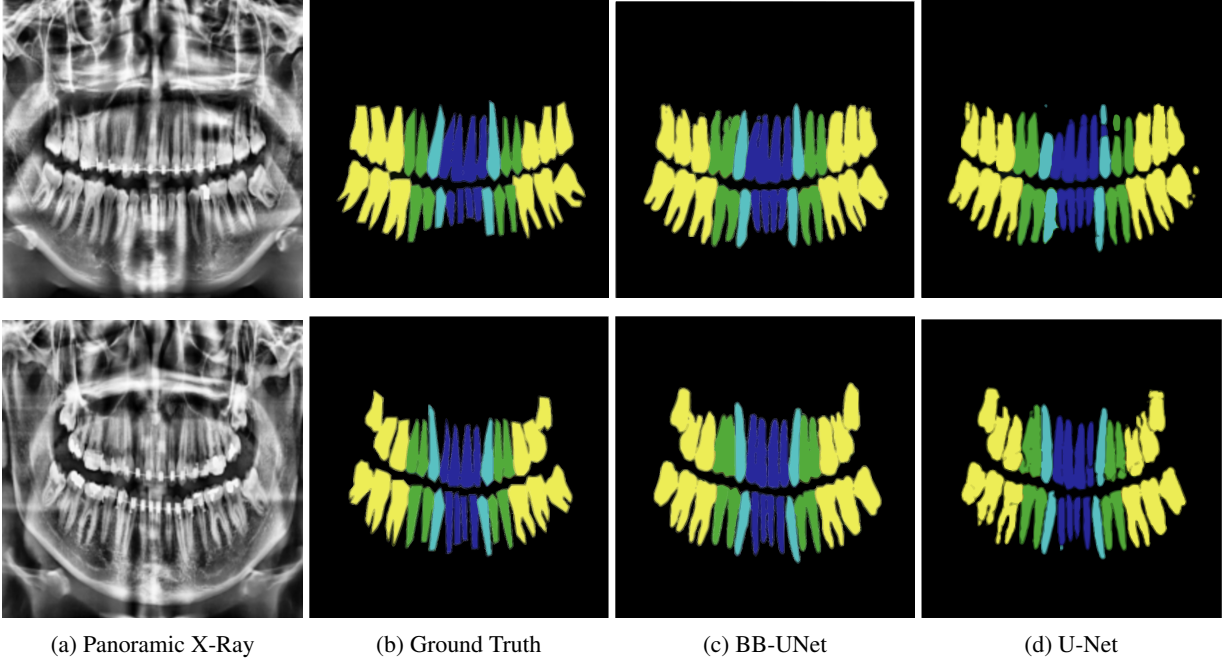 (a) Panoramic X-Ray
(b) Ground Truth
(c) BB-UNet
(d) U-Net